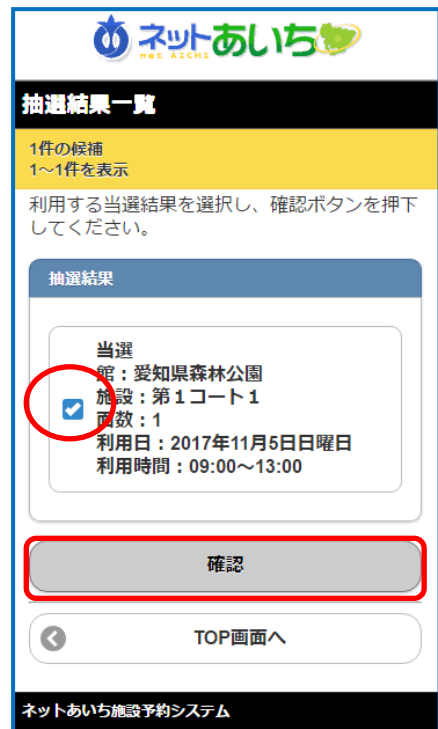 ネットあいち
net AICHI
抽選結果一覧
1件の候補
1～1件を表示
利用する当選結果を選択し、確認ボタンを押下
してください。
抽選結果
当選
館：愛知県森林公園
施設：第１コート１
面数：1
利用日：2017年11月5日日曜日
利用時間：09:00～13:00
確認
TOP画面へ
ネットあいち施設予約システム